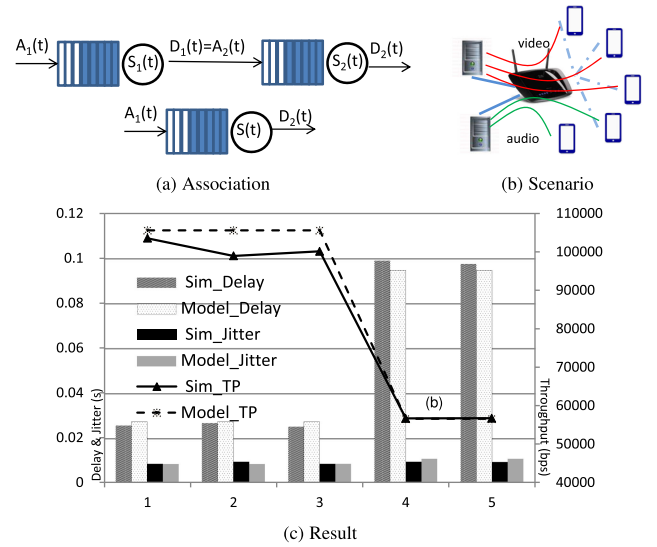 A₁(t)
S₁(t)
D₁(t)=A₂(t)
S₂(t)
D₂(t)
A₁(t)
S(t)
D₂(t)
video
audio
(a) Association
(b) Scenario
0.12
0.1
0.08
0.06
0.04
0.02
0
Delay & Jitter (s)
110000
100000
90000
80000
70000
60000
50000
40000
Throughput (bps)
Sim_Delay
Model_Delay
Sim_Jitter
Model_Jitter
Sim_TP
Model_TP
(b)
1 2 3 4 5
(c) Result